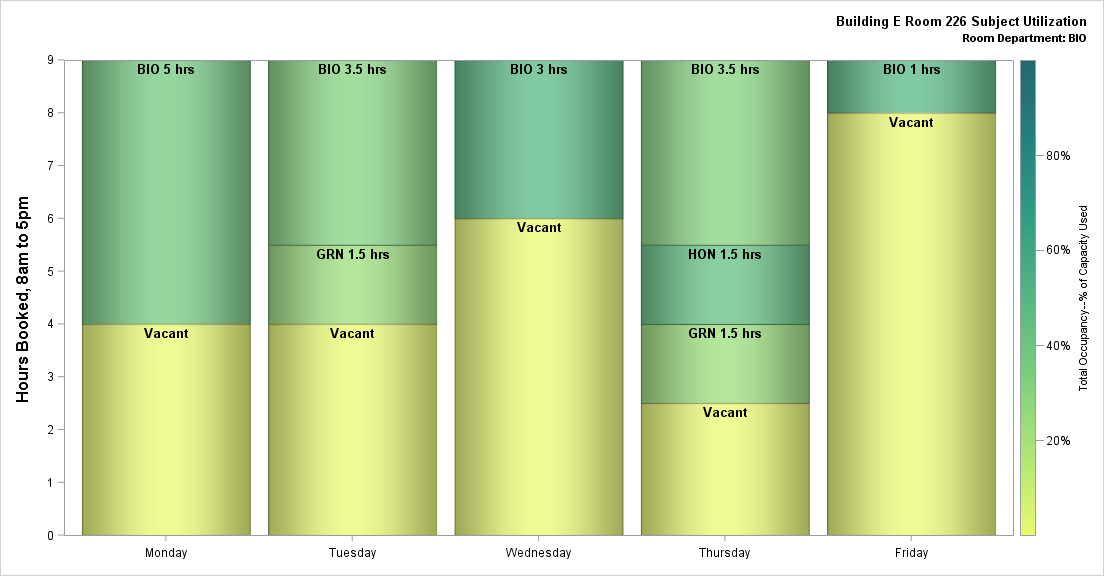 Building E Room 226 Subject Utilization
Room Department: BIO
Hours Booked, 8am to 5pm
9
8
7
6
5
4
3
2
1
0
BIO 5 hrs
Vacant
BIO 3.5 hrs
GRN 1.5 hrs
Vacant
BIO 3 hrs
Vacant
BIO 3.5 hrs
HON 1.5 hrs
GRN 1.5 hrs
Vacant
BIO 1 hrs
Vacant
Monday
Tuesday
Wednesday
Thursday
Friday
80%
60%
40%
20%
Total Occupancy--% of Capacity Used